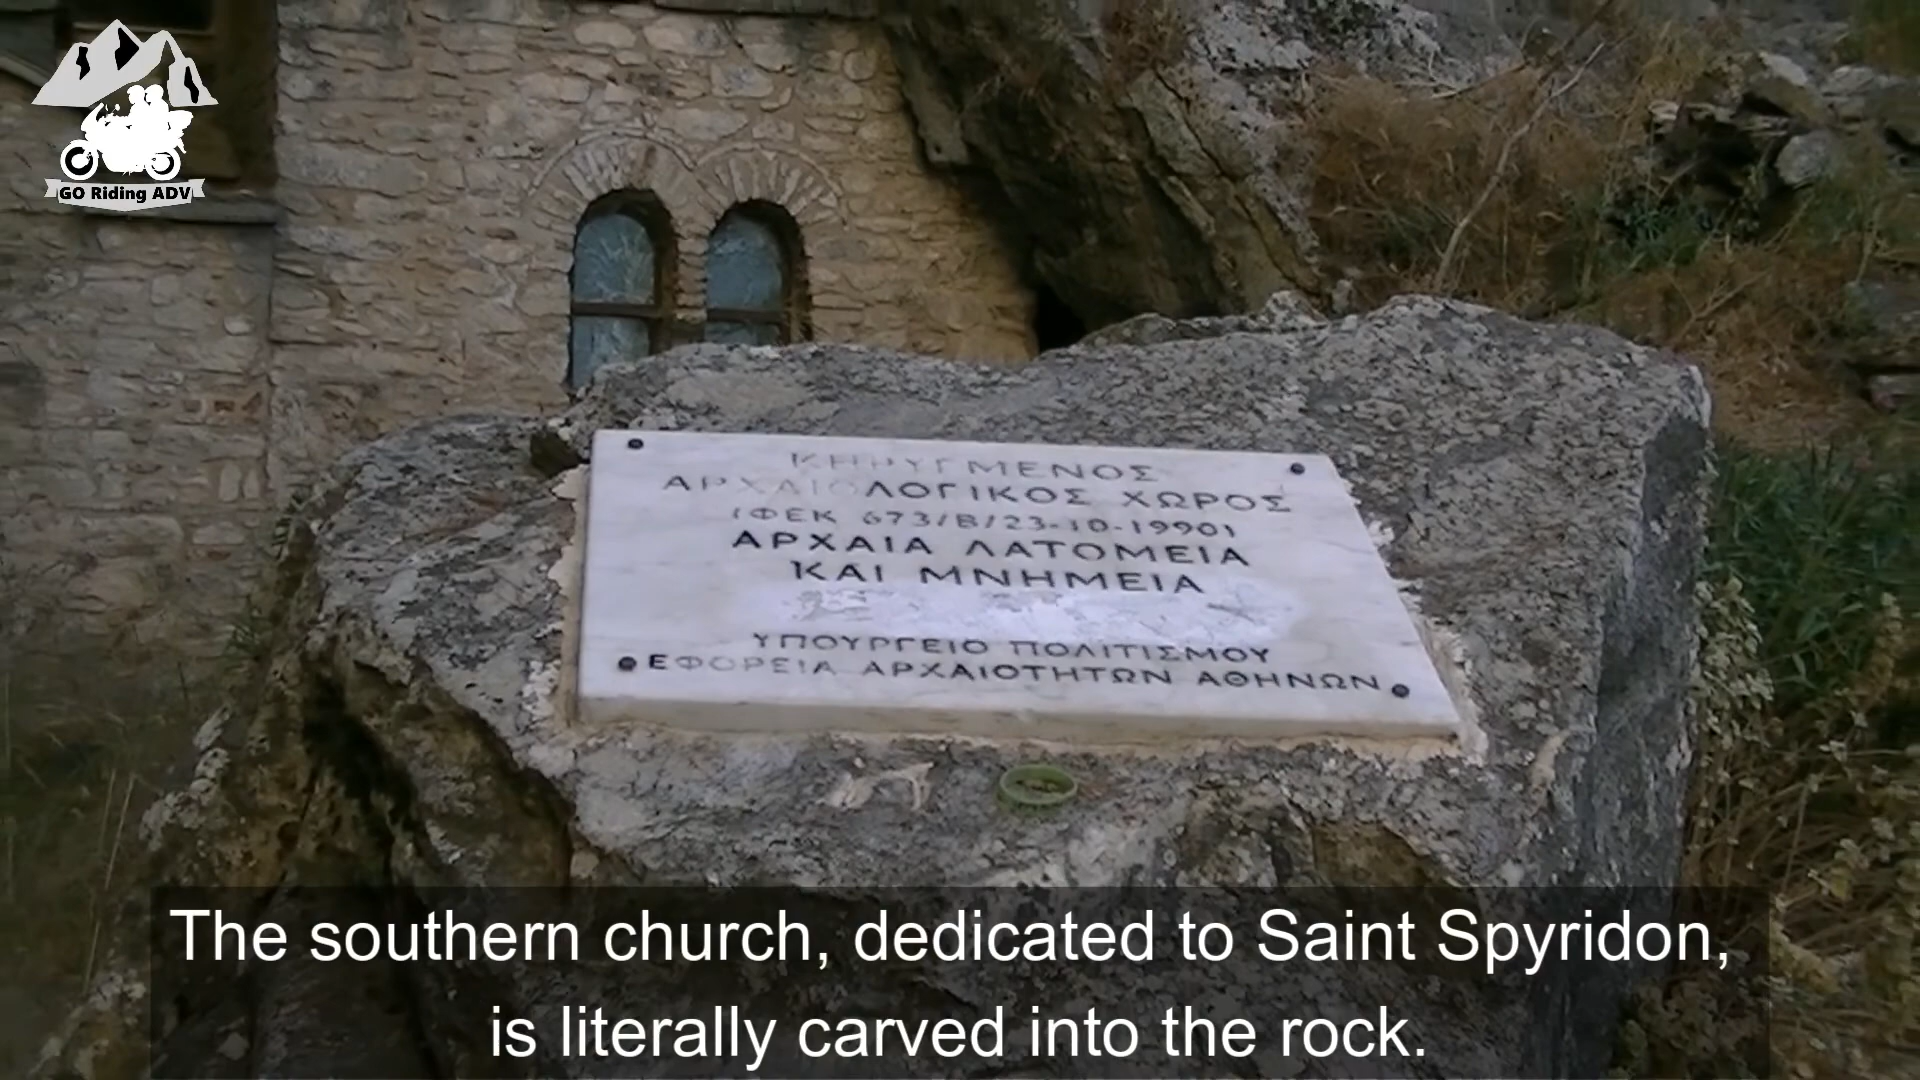 GO Riding ADV
ΚΗΡΥΓΜΕΝΟΣ
ΑΡΧΑΙΟΛΟΓΙΚΟΣ ΧΩΡΟΣ
(ΦΕΚ 673/Β/23-10-1990)
ΑΡΧΑΙΑ ΛΑΤΟΜΕΙΑ
ΚΑΙ ΜΝΗΜΕΙΑ
ΥΠΟΥΡΓΕΙΟ ΠΟΛΙΤΙΣΜΟΥ
ΕΦΟΡΕΙΑ ΑΡΧΑΙΟΤΗΤΩΝ ΑΘΗΝΩΝ
The southern church, dedicated to Saint Spyridon,
is literally carved into the rock.